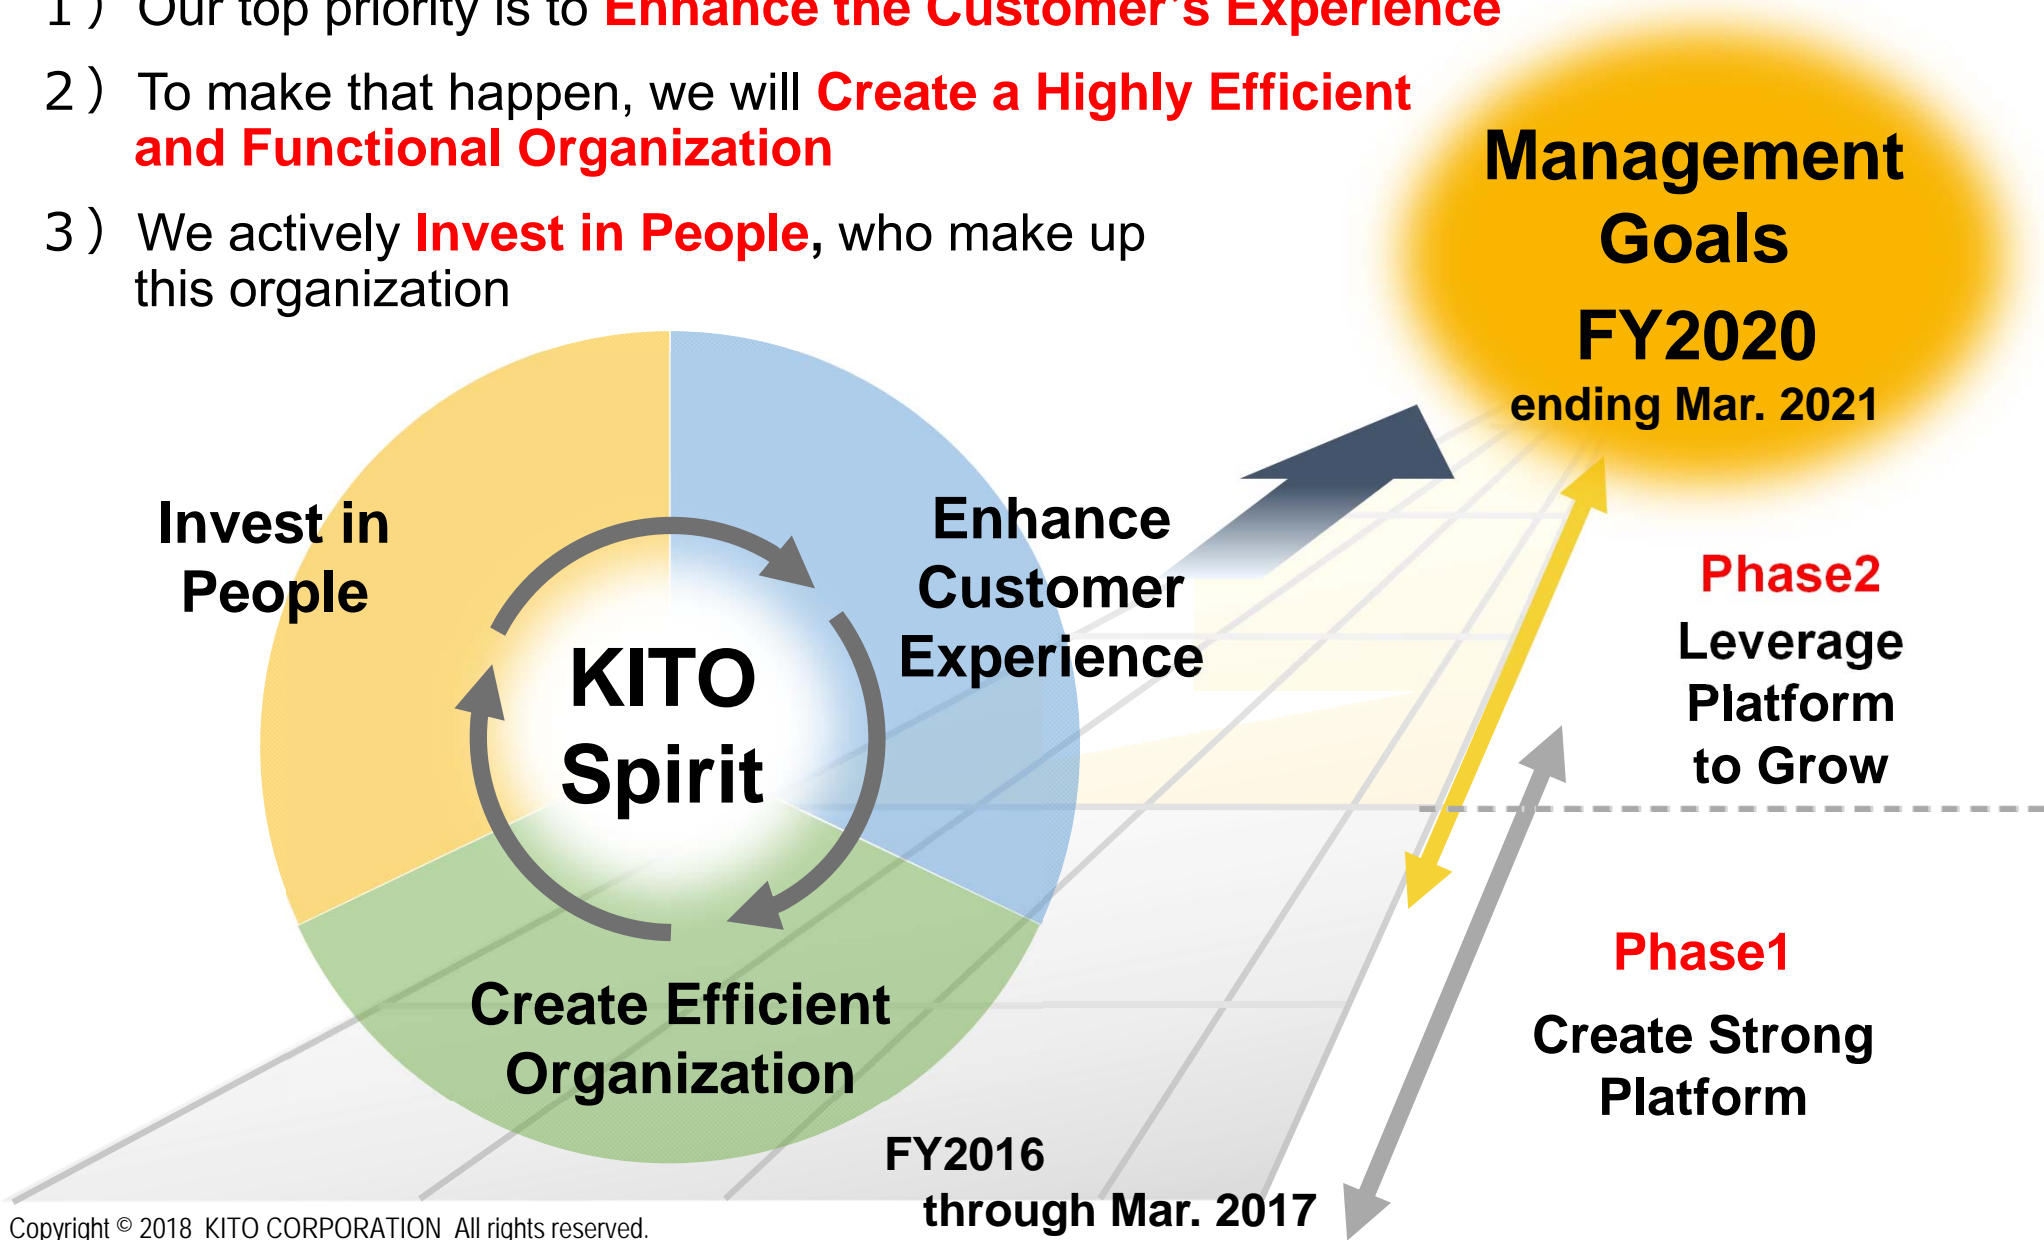 1） Our top priority is to Enhance the Customer's Experience
2） To make that happen, we will Create a Highly Efficient
and Functional Organization
3） We actively Invest in People, who make up
this organization
Management
Goals
FY2020
ending Mar. 2021
Invest in
People
Enhance
Customer
Experience
KITO
Spirit
Create Efficient
Organization
Phase2
Leverage
Platform
to Grow
Phase1
Create Strong
Platform
FY2016
through Mar. 2017
Copyright © 2018 KITO CORPORATION All rights reserved.